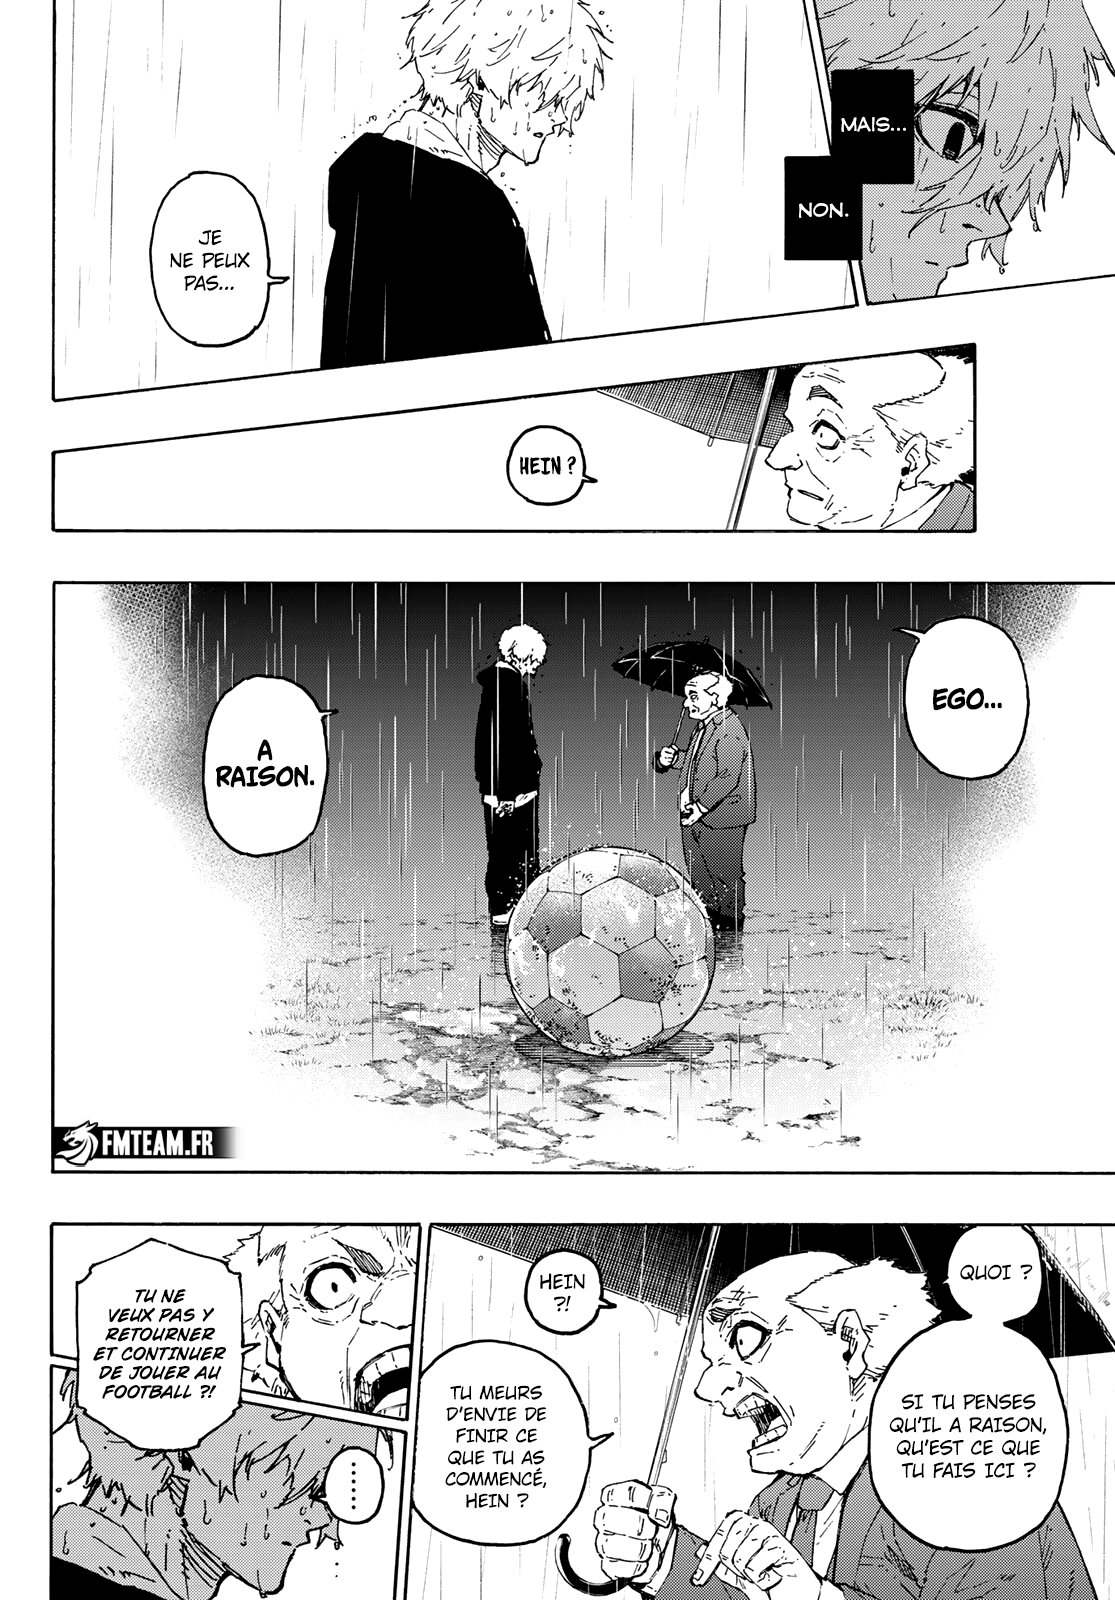 MAIS...
NON.
JE
NE PEUX
PAS...
HEIN ?
EGO...
A
RAISON.
FMTEAM.FR
QUOI ?
SI TU PENSES
QU'IL A RAISON,
QU'EST CE QUE
TU FAIS ICI ?
HEIN
?!
TU MEURS
D'ENVIE DE
FINIR CE
QUE TU AS
COMMENCÉ,
HEIN ?
TU NE
VEUX PAS Y
RETOURNER
ET CONTINUER
DE JOUER AU
FOOTBALL ?!
......
...